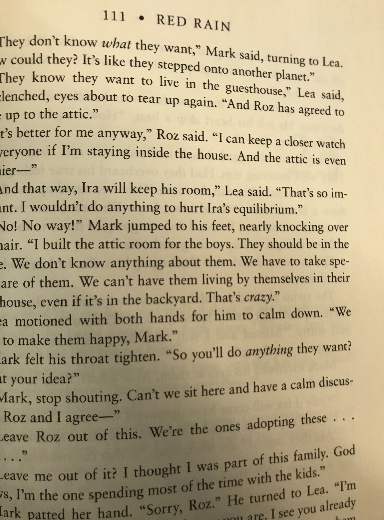 111 • RED RAIN
They don't know what they want," Mark said, turning to Lea.
w could they? It's like they stepped onto another planet."
They know they want to live in the guesthouse," Lea said,
lenched, eyes about to tear up again. "And Roz has agreed to
e up to the attic."
t's better for me anyway," Roz said. "I can keep a closer watch
veryone if I'm staying inside the house. And the attic is even
ier—"
And that way, Ira will keep his room," Lea said. "That's so im-
nt. I wouldn't do anything to hurt Ira's equilibrium."
No! No way!" Mark jumped to his feet, nearly knocking over
hair. "I built the attic room for the boys. They should be in the
e. We don't know anything about them. We have to take spe-
are of them. We can't have them living by themselves in their
house, even if it's in the backyard. That's crazy."
ea motioned with both hands for him to calm down. "We
to make them happy, Mark."
ark felt his throat tighten. "So you'll do anything they want?
at your idea?"
Mark, stop shouting. Can't we sit here and have a calm discus-
Roz and I agree—"
Leave Roz out of this. We're the ones adopting these . . .
. . ."
Leave me out of it? I thought I was part of this family. God
ws, I'm the one spending most of the time with the kids."
Mark patted her hand. "Sorry, Roz." He turned to Lea. "I'm
you are. I see you already